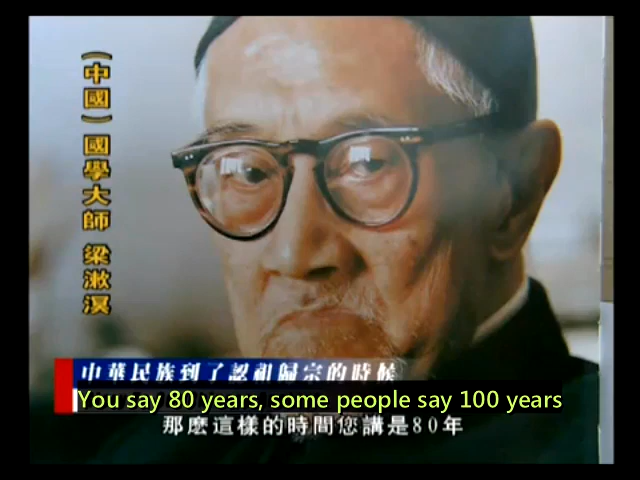 (中國)國學大師 梁漱溟
中華民族到了認祖歸宗的時候
You say 80 years, some people say 100 years
那麼這樣的時間您講是80年